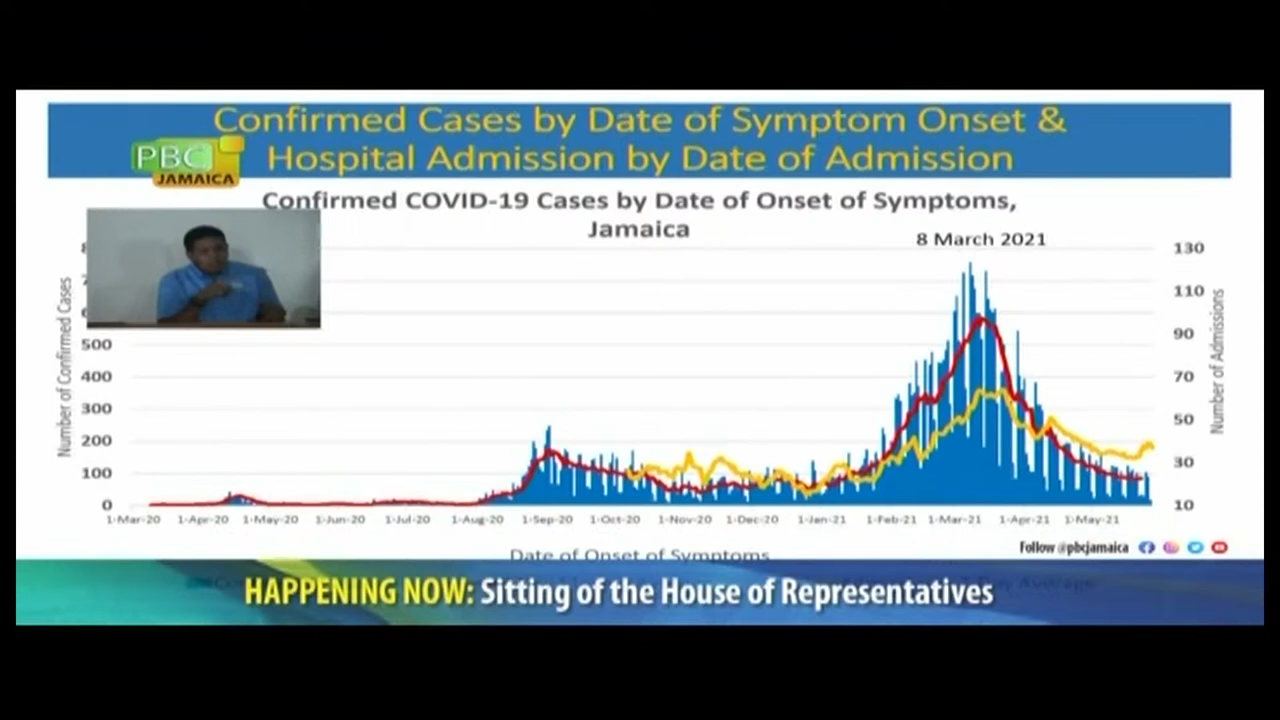 Confirmed Cases by Date of Symptom Onset &
Hospital Admission by Date of Admission
PBC
JAMAICA
Confirmed COVID-19 Cases by Date of Onset of Symptoms,
Jamaica
8 March 2021
Number of Confirmed Cases
500
400
300
200
100
0
130
110
90
70
50
30
10
Number of Admissions
1-Mar-20 1-Apr-20 1-May-20 1-Jun-20 1-Jul-20 1-Aug-20 1-Sep-20 1-Oct-20 1-Nov-20 1-Dec-20 1-Jan-21 1-Feb-21 1-Mar-21 1-Apr-21 1-May-21
Date of Onset of Symptoms
Follow @pbcjamaica
HAPPENING NOW: Sitting of the House of Representatives